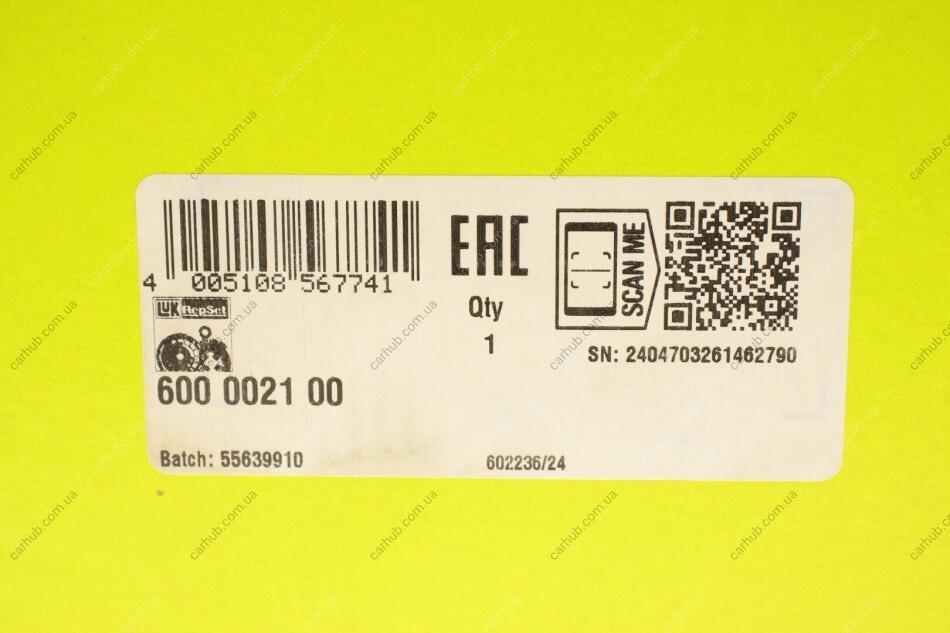 4 005108 567741
LUK RepSet
600 0021 00
Batch: 55639910
EAC
Qty
1
SCAN ME
SN: 2404703261462790
602236/24
carhub.com.ua